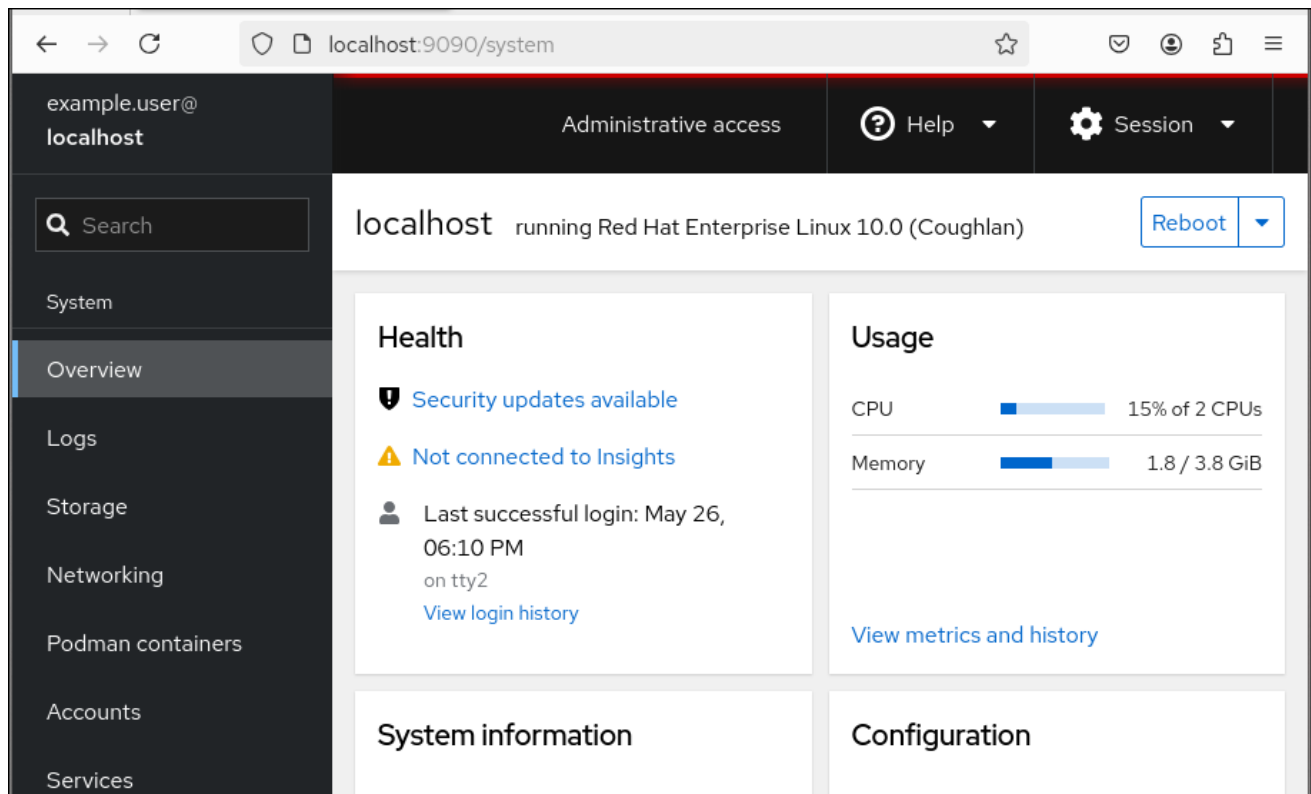 localhost:9090/system
example.user@
localhost
Administrative access
Help
Session
Search
System
Overview
Logs
Storage
Networking
Podman containers
Accounts
Services
localhost running Red Hat Enterprise Linux 10.0 (Coughlan)
Reboot
Health
Security updates available
Not connected to Insights
Last successful login: May 26,
06:10 PM
on tty2
View login history
Usage
CPU 15% of 2 CPUs
Memory 1.8 / 3.8 GiB
View metrics and history
System information
Configuration